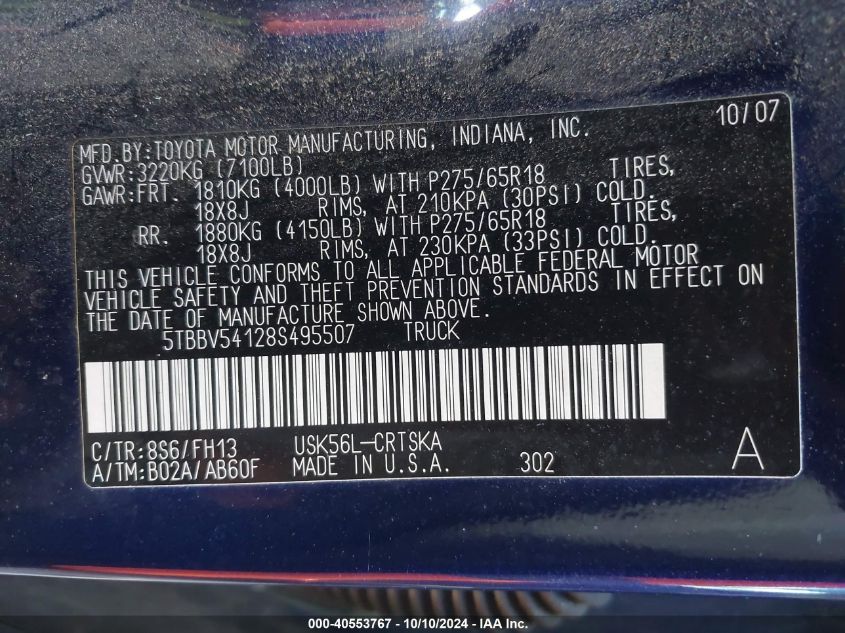 10/07
MFD.BY:TOYOTA MOTOR MANUFACTURING, INDIANA, INC.
GVWR:3220KG (7100LB)
GAWR:FRT. 1810KG (4000LB) WITH P275/65R18 TIRES,
18X8J RIMS, AT 210KPA (30PSI) COLD.
RR. 1880KG (4150LB) WITH P275/65R18 TIRES,
18X8J RIMS, AT 230KPA (33PSI) COLD.
THIS VEHICLE CONFORMS TO ALL APPLICABLE FEDERAL MOTOR
VEHICLE SAFETY AND THEFT PREVENTION STANDARDS IN EFFECT ON
THE DATE OF MANUFACTURE SHOWN ABOVE.
5TBBV54128S495507 TRUCK
C/TR:8S6/FH13 USK56L-CRTSKA
A/TM:B02A/AB60F MADE IN U.S.A. 302 A
000-40553767 - 10/10/2024 - IAAI.com